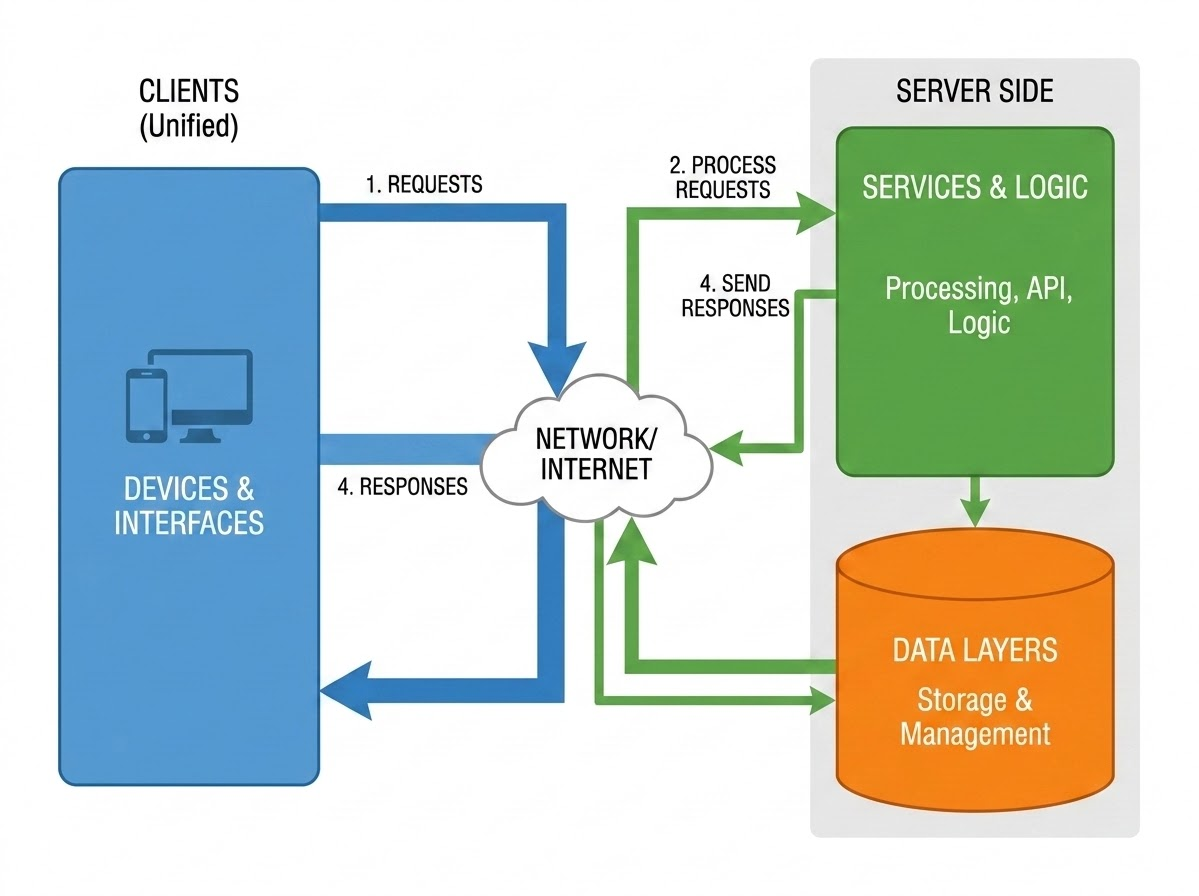 CLIENTS
(Unified)
SERVER SIDE
1. REQUESTS
2. PROCESS
REQUESTS
SERVICES & LOGIC
4. SEND
RESPONSES
Processing, API,
Logic
NETWORK/
INTERNET
4. RESPONSES
DEVICES &
INTERFACES
DATA LAYERS
Storage &
Management